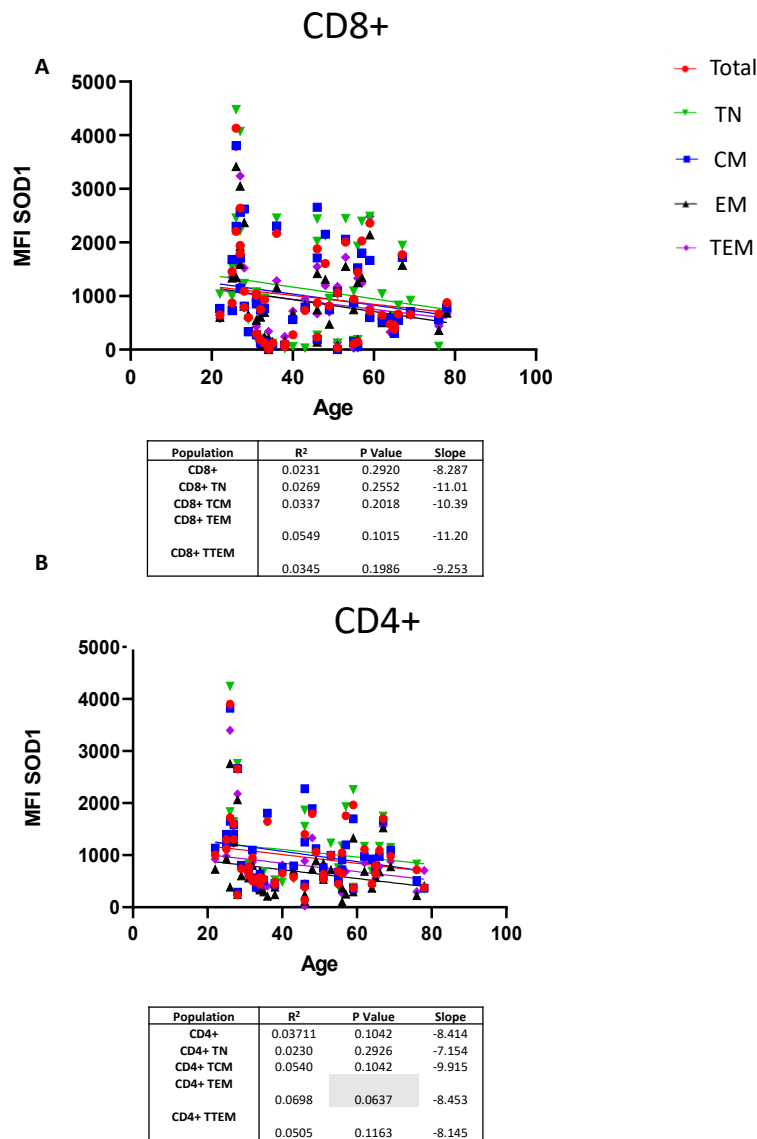 CD8+
A
5000
4000
3000
2000
1000
0
MFI SOD1
0 20 40 60 80 100
Age
Total
TN
CM
EM
TEM
Population R² P Value Slope
CD8+ 0.0231 0.2920 -8.287
CD8+ TN 0.0269 0.2552 -11.01
CD8+ TCM 0.0337 0.2018 -10.39
CD8+ TEM
0.0549 0.1015 -11.20
CD8+ TTEM
0.0345 0.1986 -9.253
B
CD4+
5000
4000
3000
2000
1000
0
MFI SOD1
0 20 40 60 80 100
Age
Population R² P Value Slope
CD4+ 0.03711 0.1042 -8.414
CD4+ TN 0.0230 0.2926 -7.154
CD4+ TCM 0.0540 0.1042 -9.915
CD4+ TEM
0.0698 0.0637 -8.453
CD4+ TTEM
0.0505 0.1163 -8.145